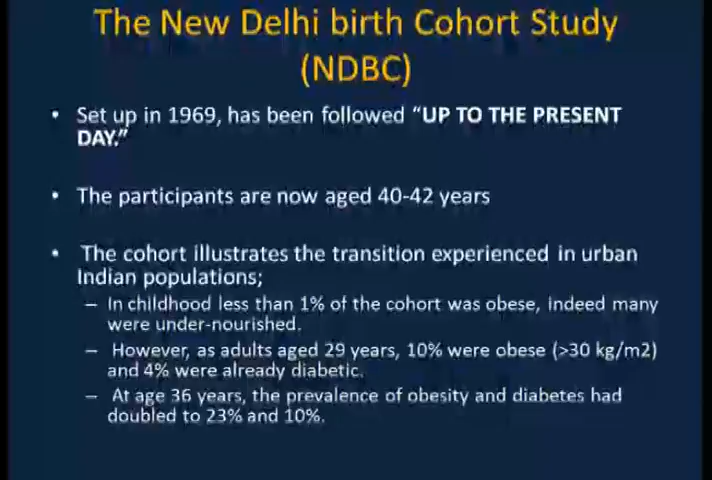 The New Delhi birth Cohort Study
(NDBC)
• Set up in 1969, has been followed “UP TO THE PRESENT
DAY.”
• The participants are now aged 40-42 years
• The cohort illustrates the transition experienced in urban
Indian populations;
– In childhood less than 1% of the cohort was obese, indeed many
were under-nourished.
– However, as adults aged 29 years, 10% were obese (>30 kg/m2)
and 4% were already diabetic.
– At age 36 years, the prevalence of obesity and diabetes had
doubled to 23% and 10%.